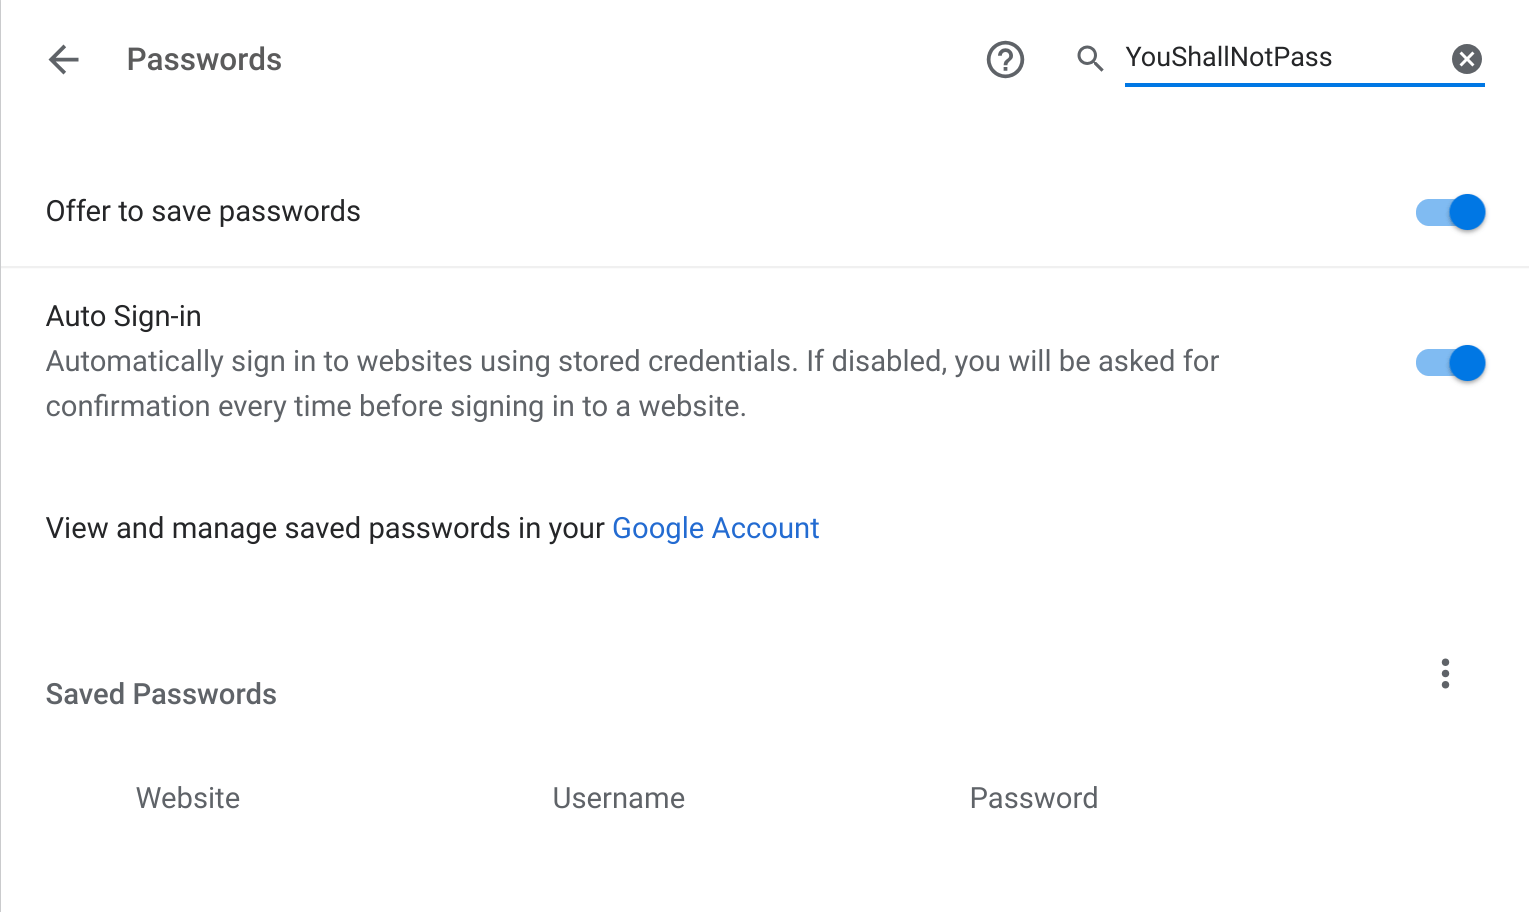 Passwords
YouShallNotPass
Offer to save passwords
Auto Sign-in
Automatically sign in to websites using stored credentials. If disabled, you will be asked for
confirmation every time before signing in to a website.
View and manage saved passwords in your Google Account
Saved Passwords
Website Username Password